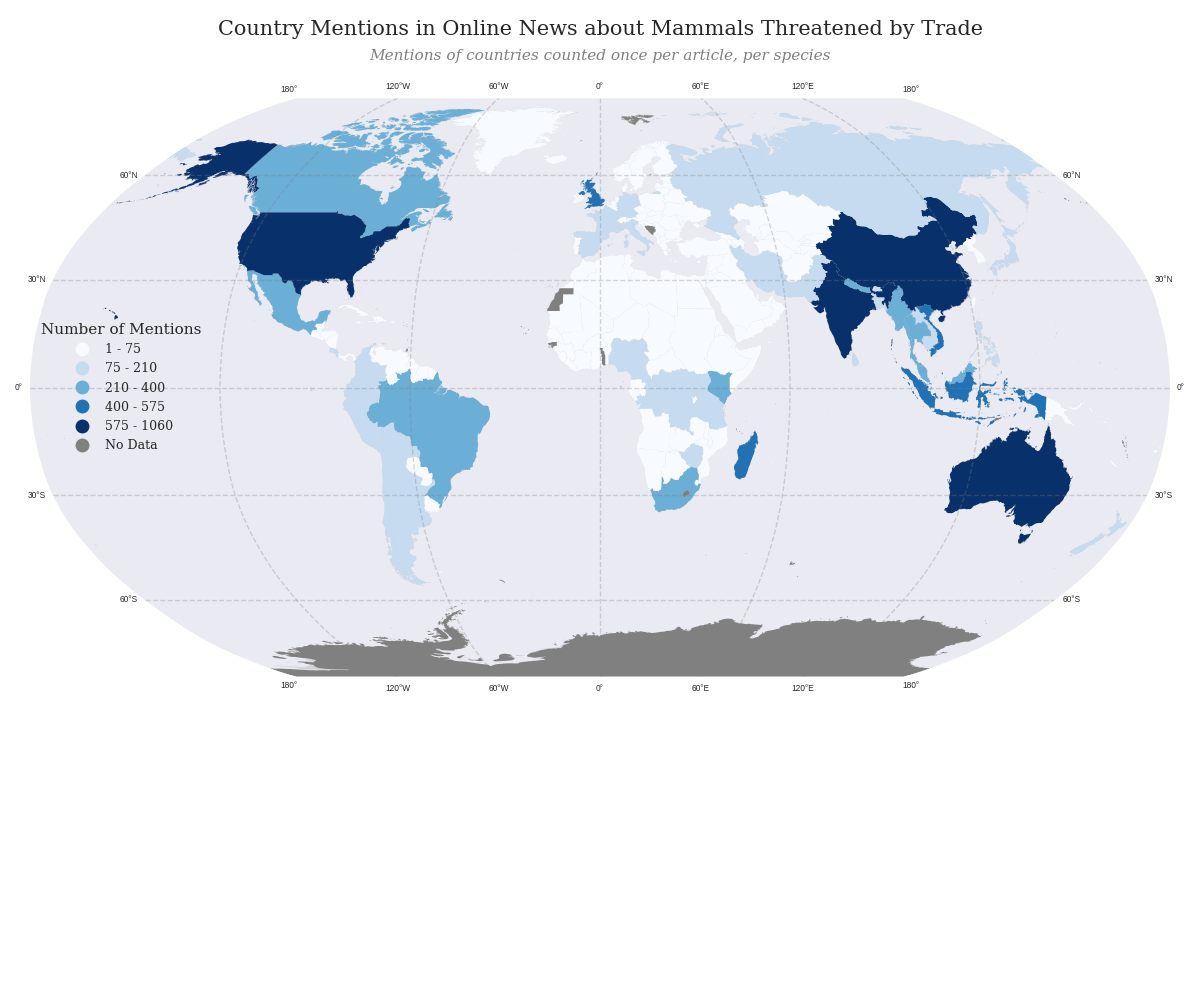 Country Mentions in Online News about Mammals Threatened by Trade
Mentions of countries counted once per article, per species
180° 120°W 60°W 0° 60°E 120°E 180°
60°N 60°N
30°N 30°N
Number of Mentions
1 - 75
75 - 210
210 - 400
0° 0°
400 - 575
575 - 1060
No Data
30°S 30°S
60°S 60°S
180° 120°W 60°W 0° 60°E 120°E 180°